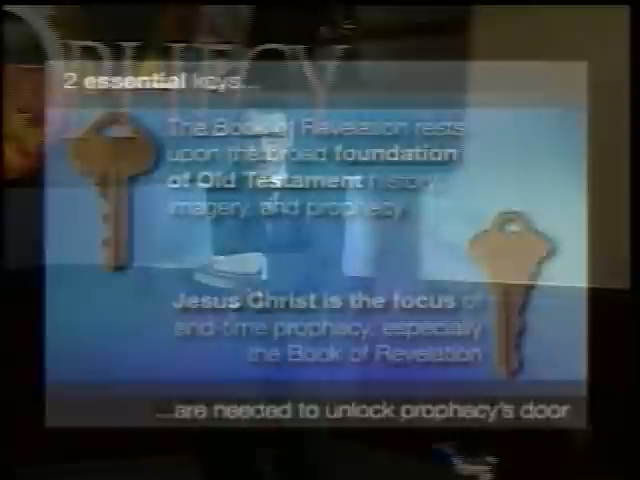 PROPHECY
2 essential keys...
The Book of Revelation rests
upon the broad foundation
of Old Testament history,
imagery, and prophecy.
Jesus Christ is the focus of
end-time prophacy, especially
the Book of Revelation
...are needed to unlock prophecy's door